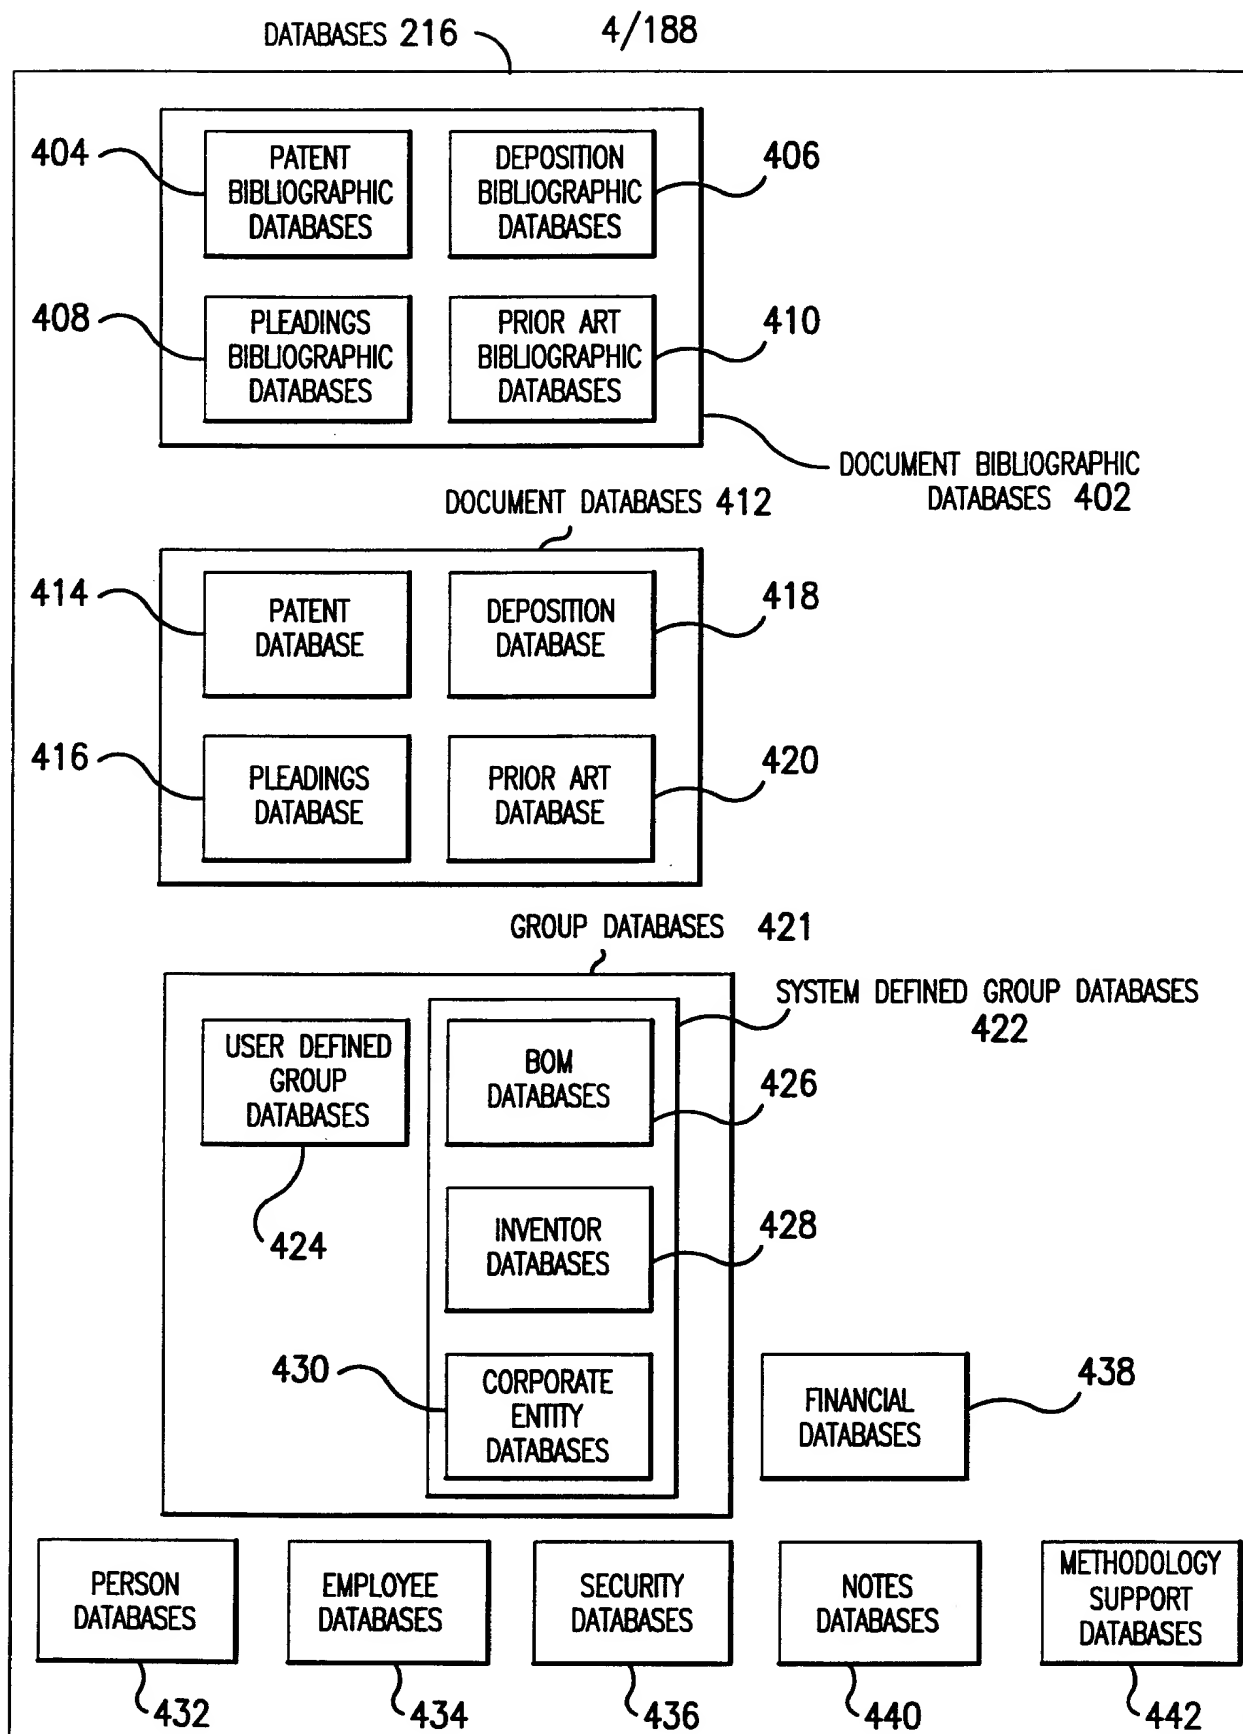 DATABASES 216
4/188
404
PATENT
BIBLIOGRAPHIC
DATABASES
DEPOSITION
BIBLIOGRAPHIC
DATABASES
406
408
PLEADINGS
BIBLIOGRAPHIC
DATABASES
PRIOR ART
BIBLIOGRAPHIC
DATABASES
410
DOCUMENT BIBLIOGRAPHIC
DATABASES 402
DOCUMENT DATABASES 412
414
PATENT
DATABASE
DEPOSITION
DATABASE
418
416
PLEADINGS
DATABASE
PRIOR ART
DATABASE
420
GROUP DATABASES 421
SYSTEM DEFINED GROUP DATABASES
422
USER DEFINED
GROUP
DATABASES
424
BOM
DATABASES
426
INVENTOR
DATABASES
428
430
CORPORATE
ENTITY
DATABASES
FINANCIAL
DATABASES
438
PERSON
DATABASES
432
EMPLOYEE
DATABASES
434
SECURITY
DATABASES
436
NOTES
DATABASES
440
METHODOLOGY
SUPPORT
DATABASES
442